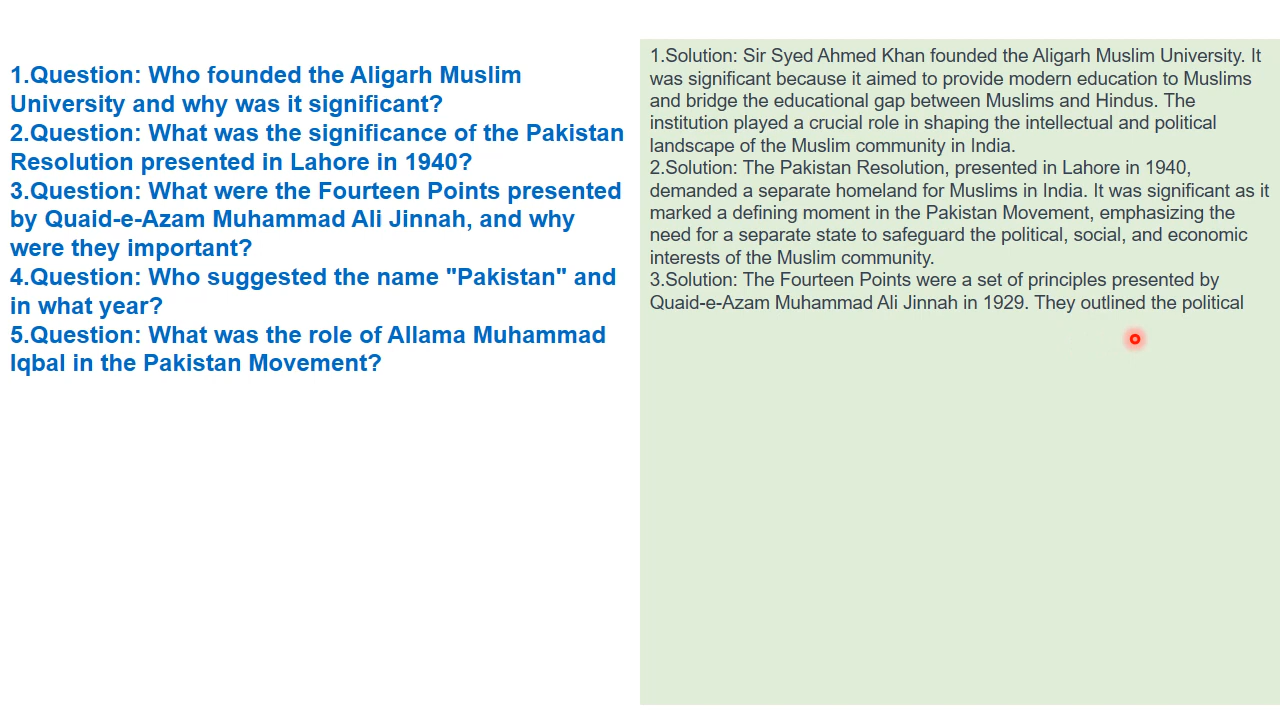 1.Question: Who founded the Aligarh Muslim
University and why was it significant?
2.Question: What was the significance of the Pakistan
Resolution presented in Lahore in 1940?
3.Question: What were the Fourteen Points presented
by Quaid-e-Azam Muhammad Ali Jinnah, and why
were they important?
4.Question: Who suggested the name "Pakistan" and
in what year?
5.Question: What was the role of Allama Muhammad
Iqbal in the Pakistan Movement?
1.Solution: Sir Syed Ahmed Khan founded the Aligarh Muslim University. It
was significant because it aimed to provide modern education to Muslims
and bridge the educational gap between Muslims and Hindus. The
institution played a crucial role in shaping the intellectual and political
landscape of the Muslim community in India.
2.Solution: The Pakistan Resolution, presented in Lahore in 1940,
demanded a separate homeland for Muslims in India. It was significant as it
marked a defining moment in the Pakistan Movement, emphasizing the
need for a separate state to safeguard the political, social, and economic
interests of the Muslim community.
3.Solution: The Fourteen Points were a set of principles presented by
Quaid-e-Azam Muhammad Ali Jinnah in 1929. They outlined the political